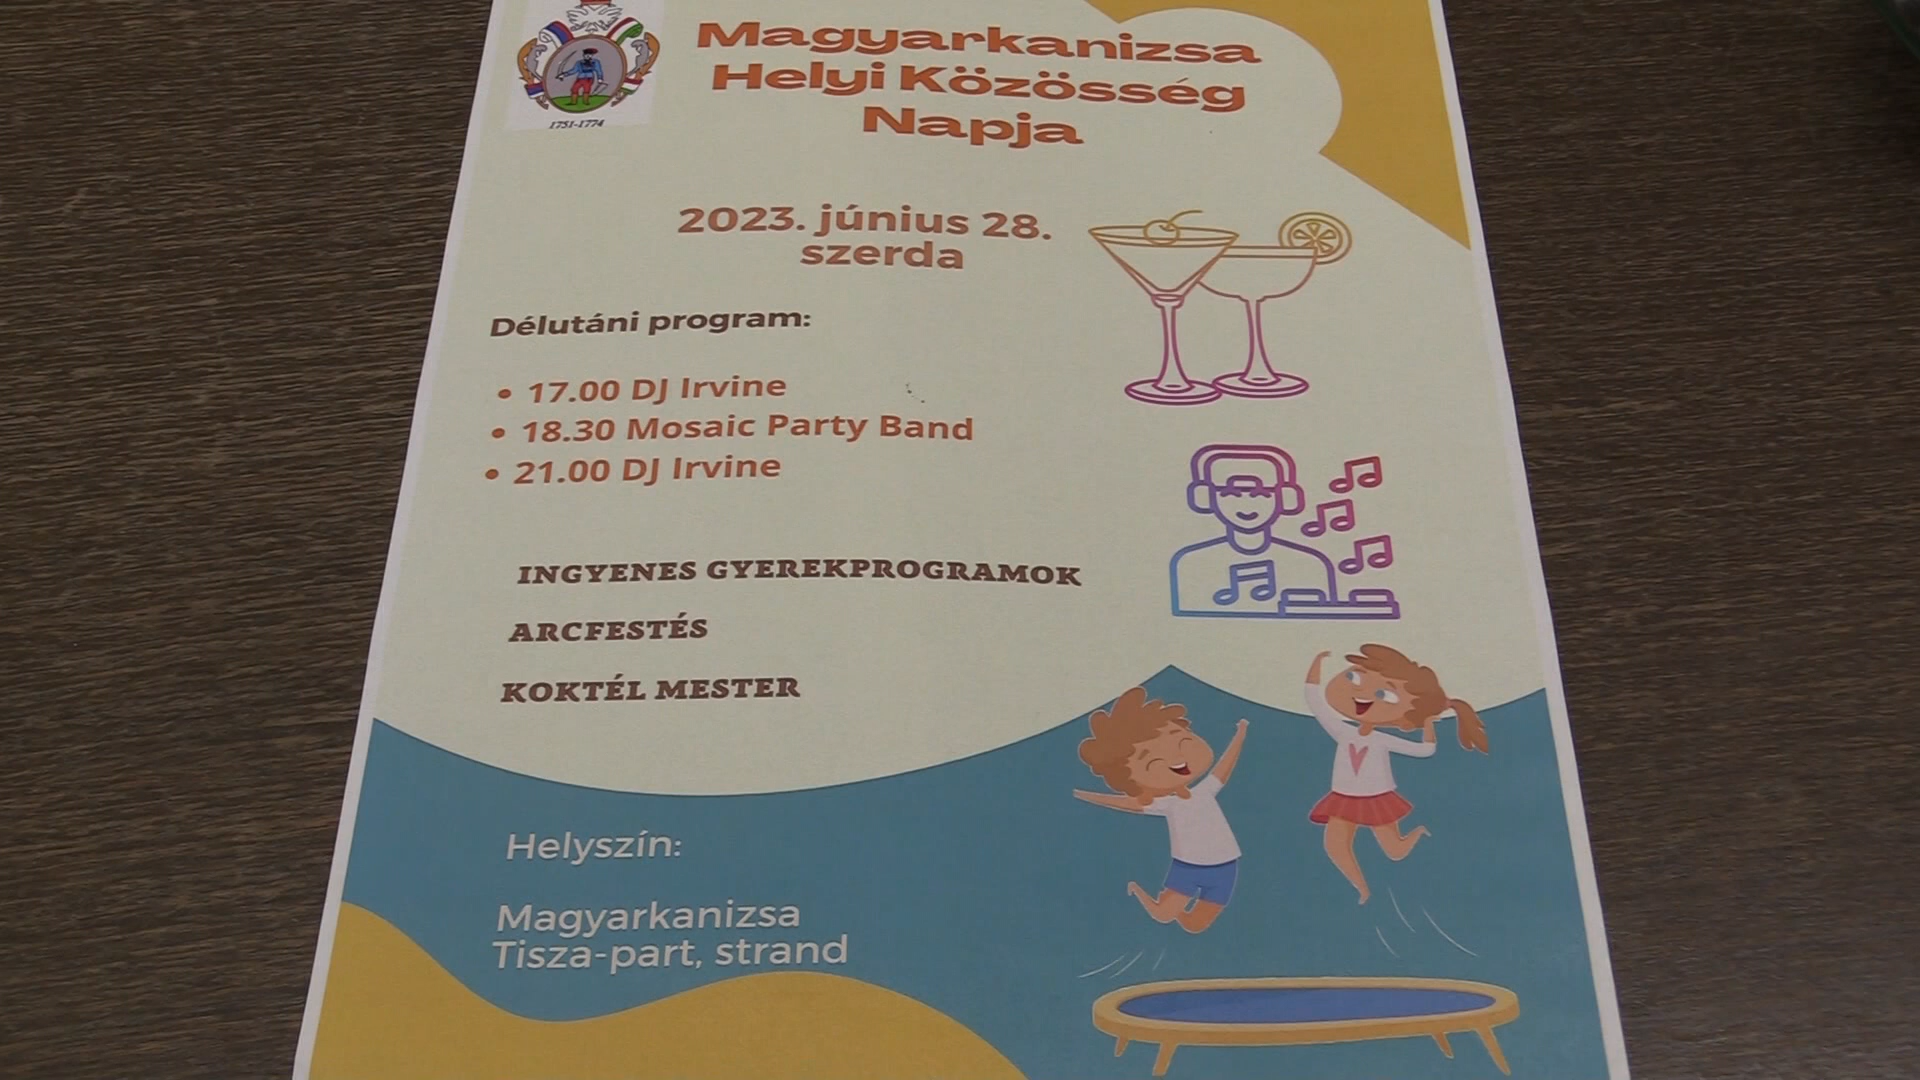 1751-1774
Magyarkanizsa
Helyi Közösség
Napja
2023. június 28.
szerda
Délutáni program:
• 17.00 DJ Irvine
• 18.30 Mosaic Party Band
• 21.00 DJ Irvine
INGYENES GYEREKPROGRAMOK
ARCFESTÉS
KOKTÉL MESTER
Helyszín:
Magyarkanizsa
Tisza-part, strand